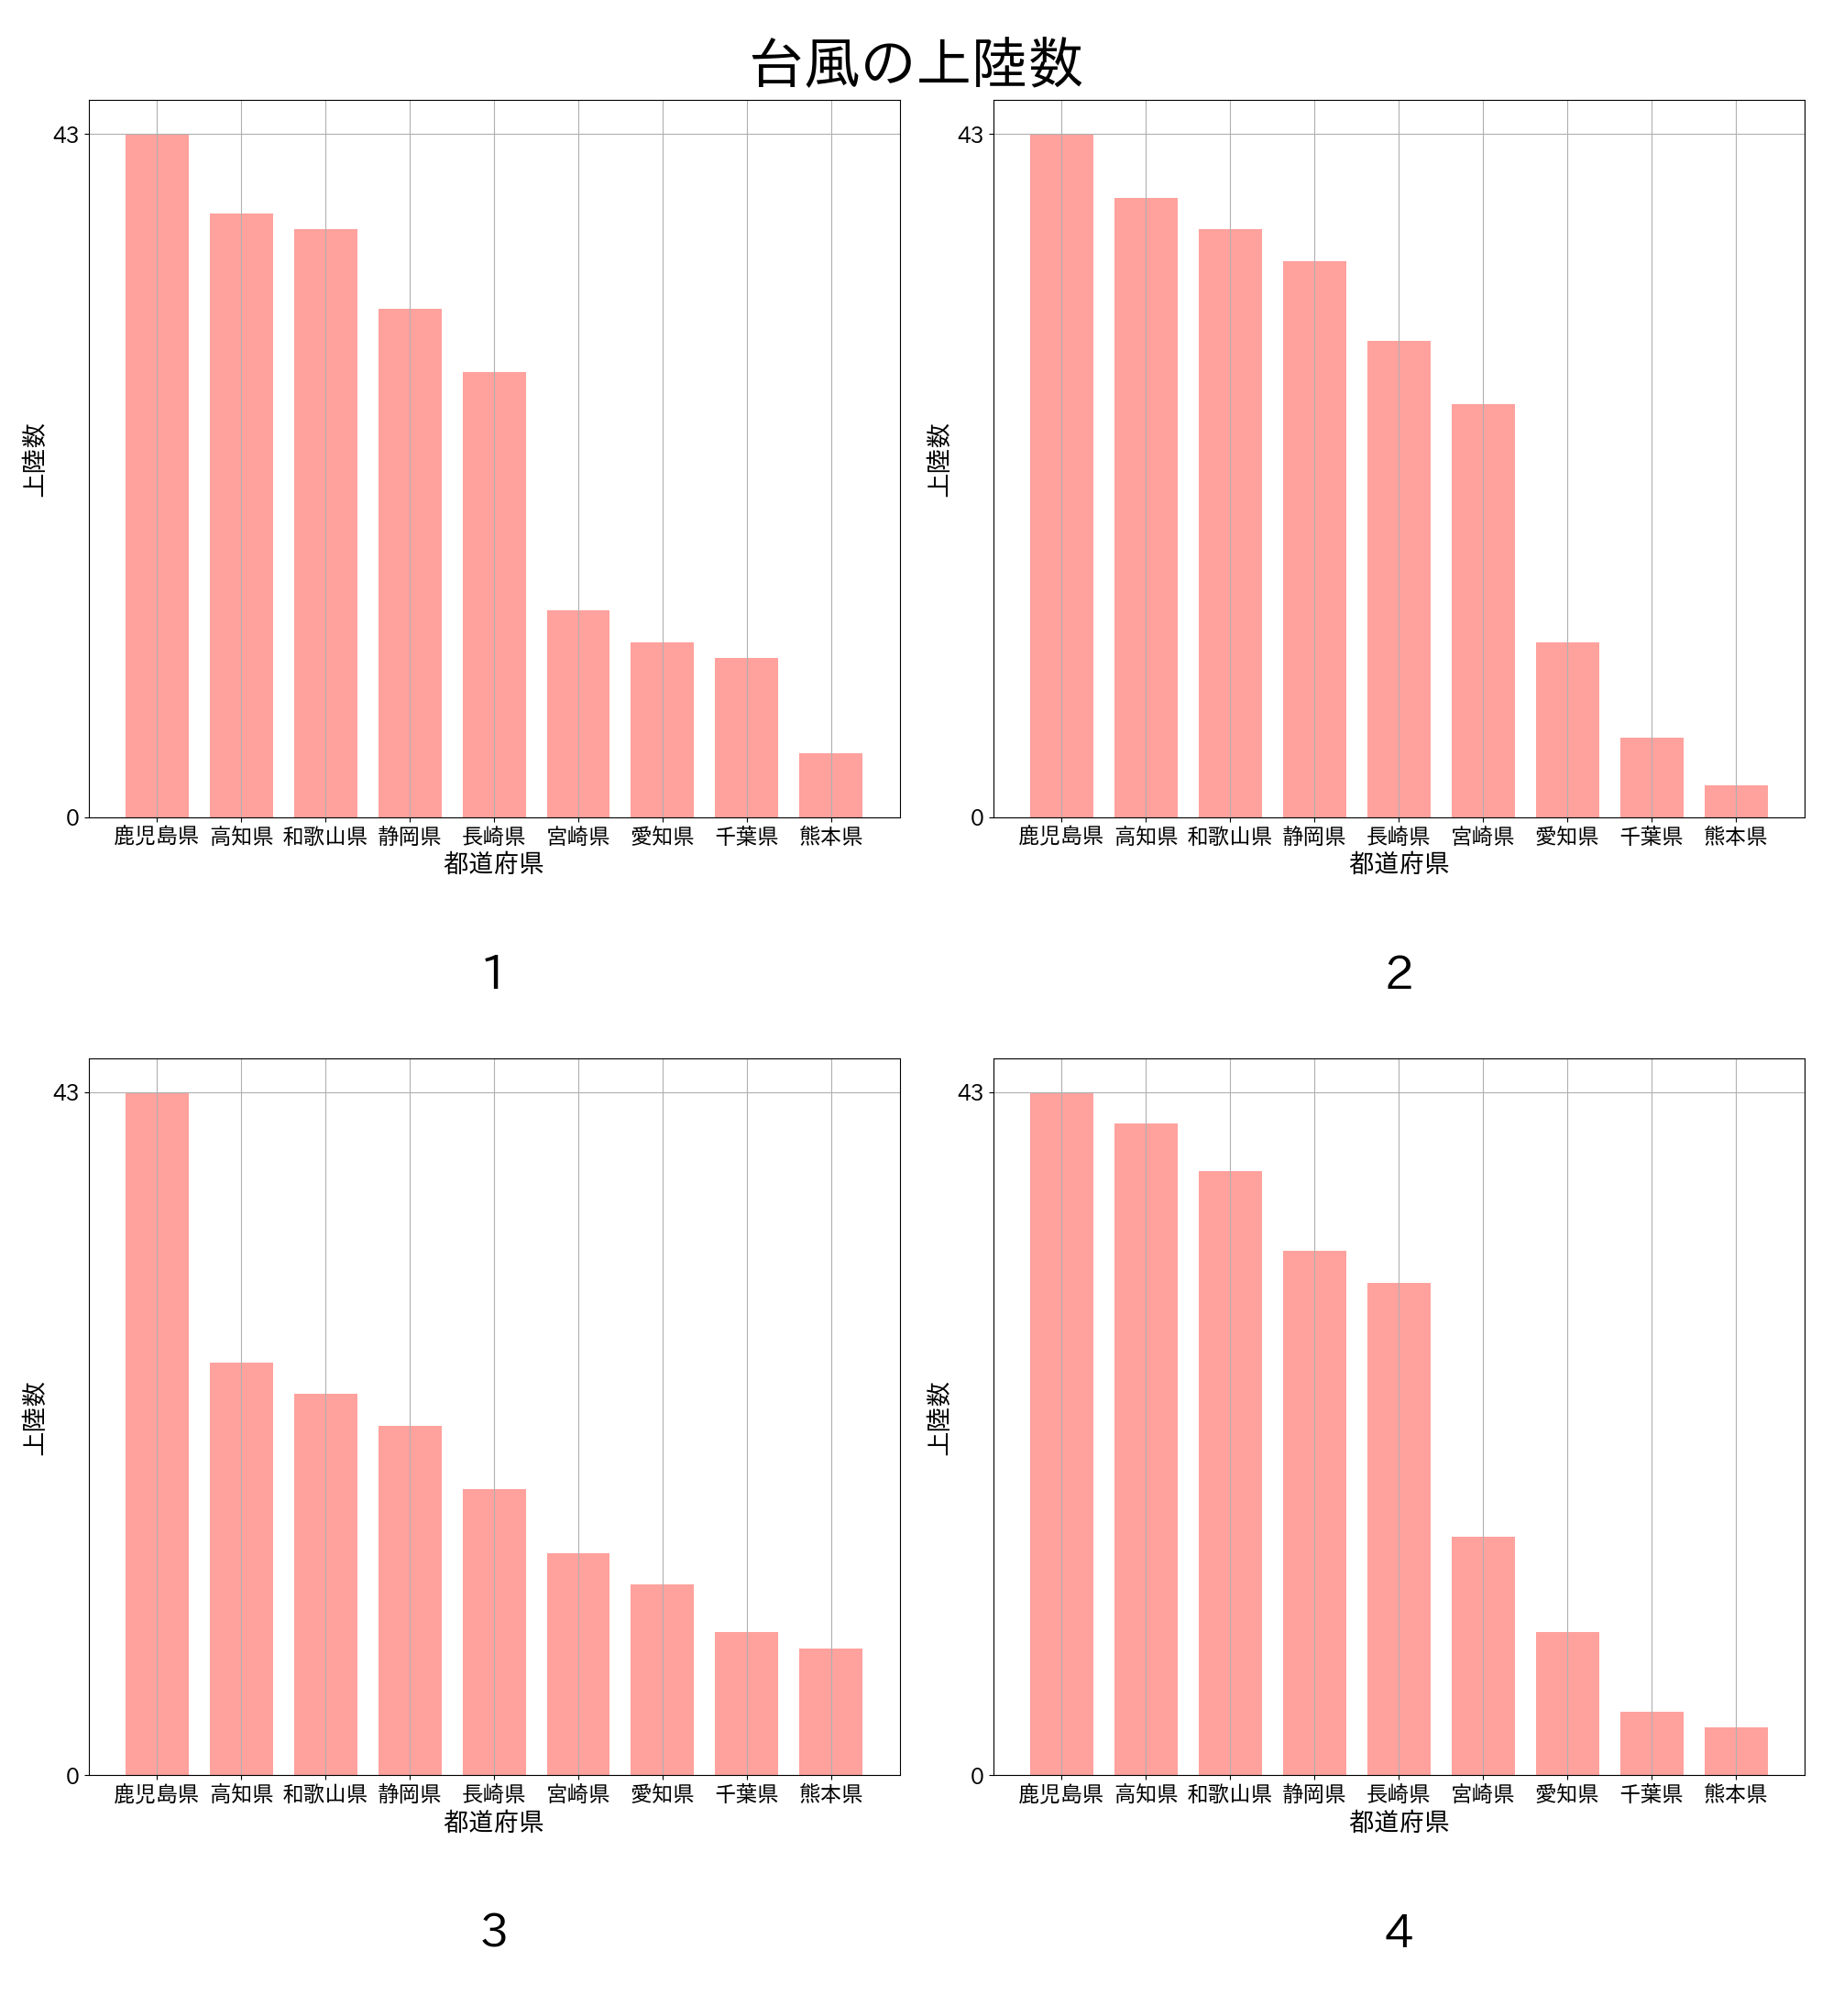 台風の上陸数
43
0
上陸数
鹿児島県 高知県 和歌山県 静岡県 長崎県 宮崎県 愛知県 千葉県 熊本県
都道府県
1
43
0
上陸数
鹿児島県 高知県 和歌山県 静岡県 長崎県 宮崎県 愛知県 千葉県 熊本県
都道府県
2
43
0
上陸数
鹿児島県 高知県 和歌山県 静岡県 長崎県 宮崎県 愛知県 千葉県 熊本県
都道府県
3
43
0
上陸数
鹿児島県 高知県 和歌山県 静岡県 長崎県 宮崎県 愛知県 千葉県 熊本県
都道府県
4